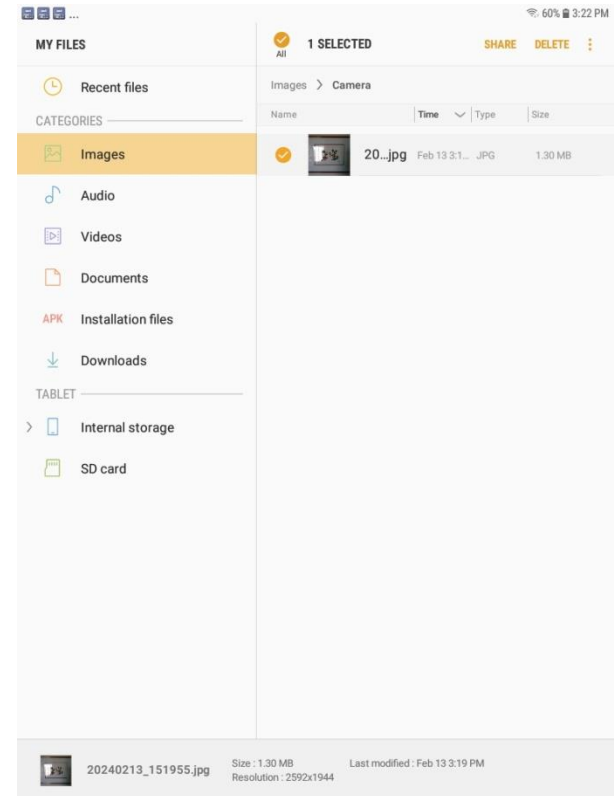 ... 60% 3:22 PM
MY FILES
All
1 SELECTED
SHARE
DELETE
Recent files
Images > Camera
CATEGORIES
Name
Time
Type
Size
Images
20...jpg
Feb 13 3:1...
JPG
1.30 MB
Audio
Videos
Documents
APK Installation files
Downloads
TABLET
> Internal storage
SD card
20240213_151955.jpg
Size : 1.30 MB
Last modified : Feb 13 3:19 PM
Resolution : 2592x1944